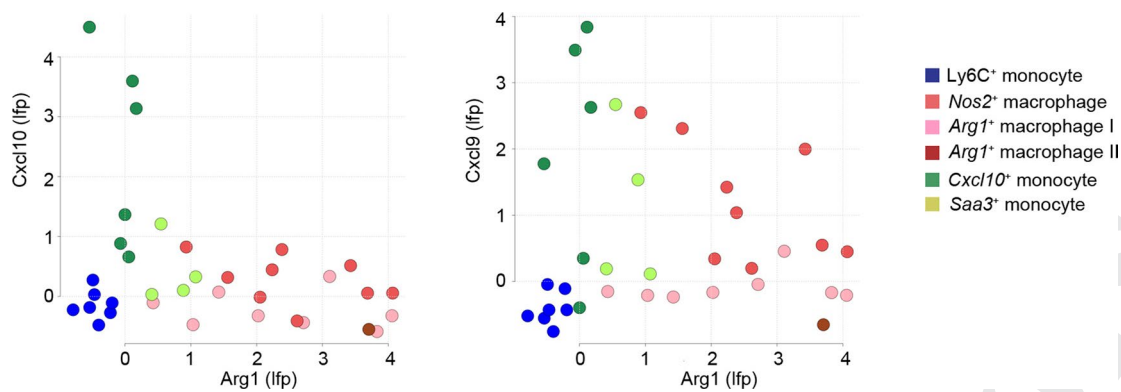 4
3
2
1
0
Cxcl10 (lfp)
0 1 2 3 4
Arg1 (lfp)
4
3
2
1
0
Cxcl9 (lfp)
0 1 2 3 4
Arg1 (lfp)
Ly6C⁺ monocyte
Nos2⁺ macrophage
Arg1⁺ macrophage I
Arg1⁺ macrophage II
Cxcl10⁺ monocyte
Saa3⁺ monocyte